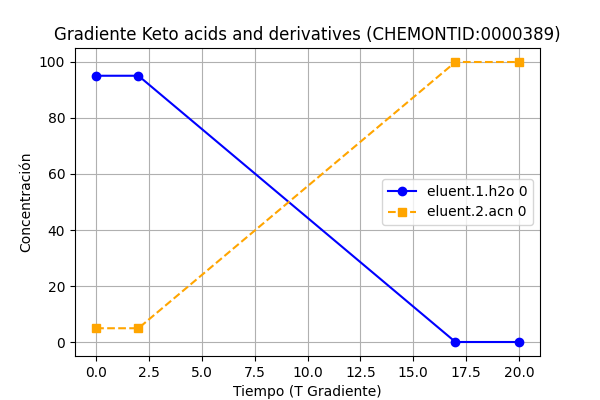 Gradiente Keto acids and derivatives (CHEMONTID:0000389)
100
80
60
40
20
0
Concentración
eluent.1.h2o 0
eluent.2.acn 0
0.0 2.5 5.0 7.5 10.0 12.5 15.0 17.5 20.0
Tiempo (T Gradiente)